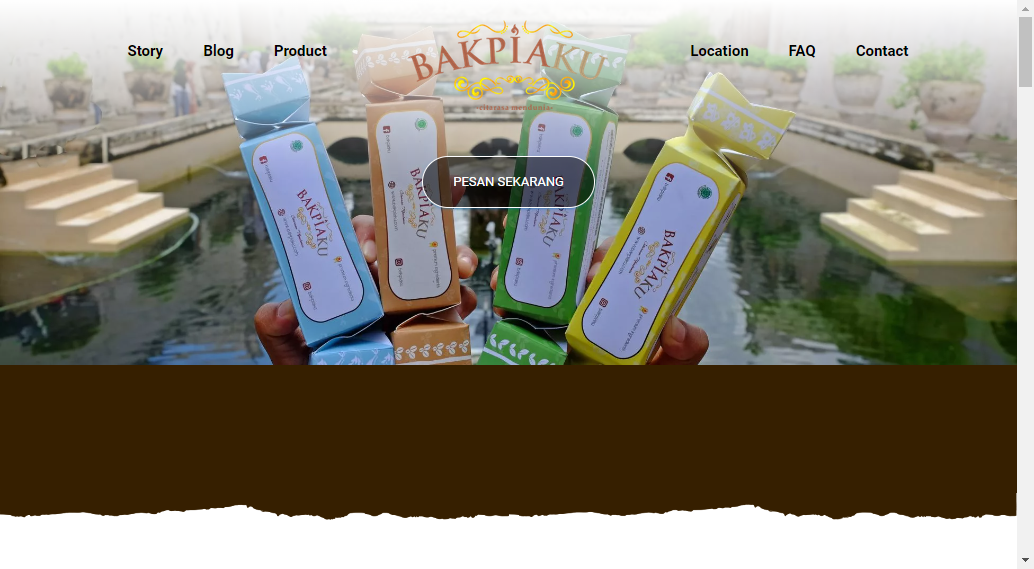 Story Blog Product BAKPIAKU Location FAQ Contact
citarasa mendunia
PESAN SEKARANG
BAKPIAKU
BAKPIAKU
BAKPIAKU
BAKPIAKU